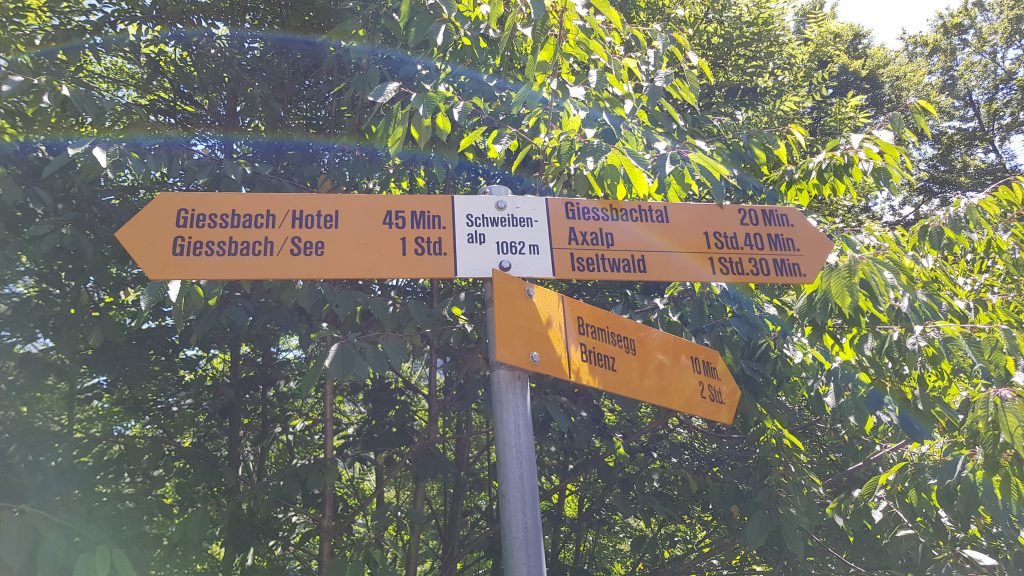 Giessbach/Hotel 45 Min.
Giessbach/See 1 Std.
Schweiben-
alp 1062 m
Giessbachtal 20 Min.
Axalp 1 Std. 40 Min.
Iseltwald 1 Std. 30 Min.
Bramisegg 10 Min.
Brienz 2 Std.